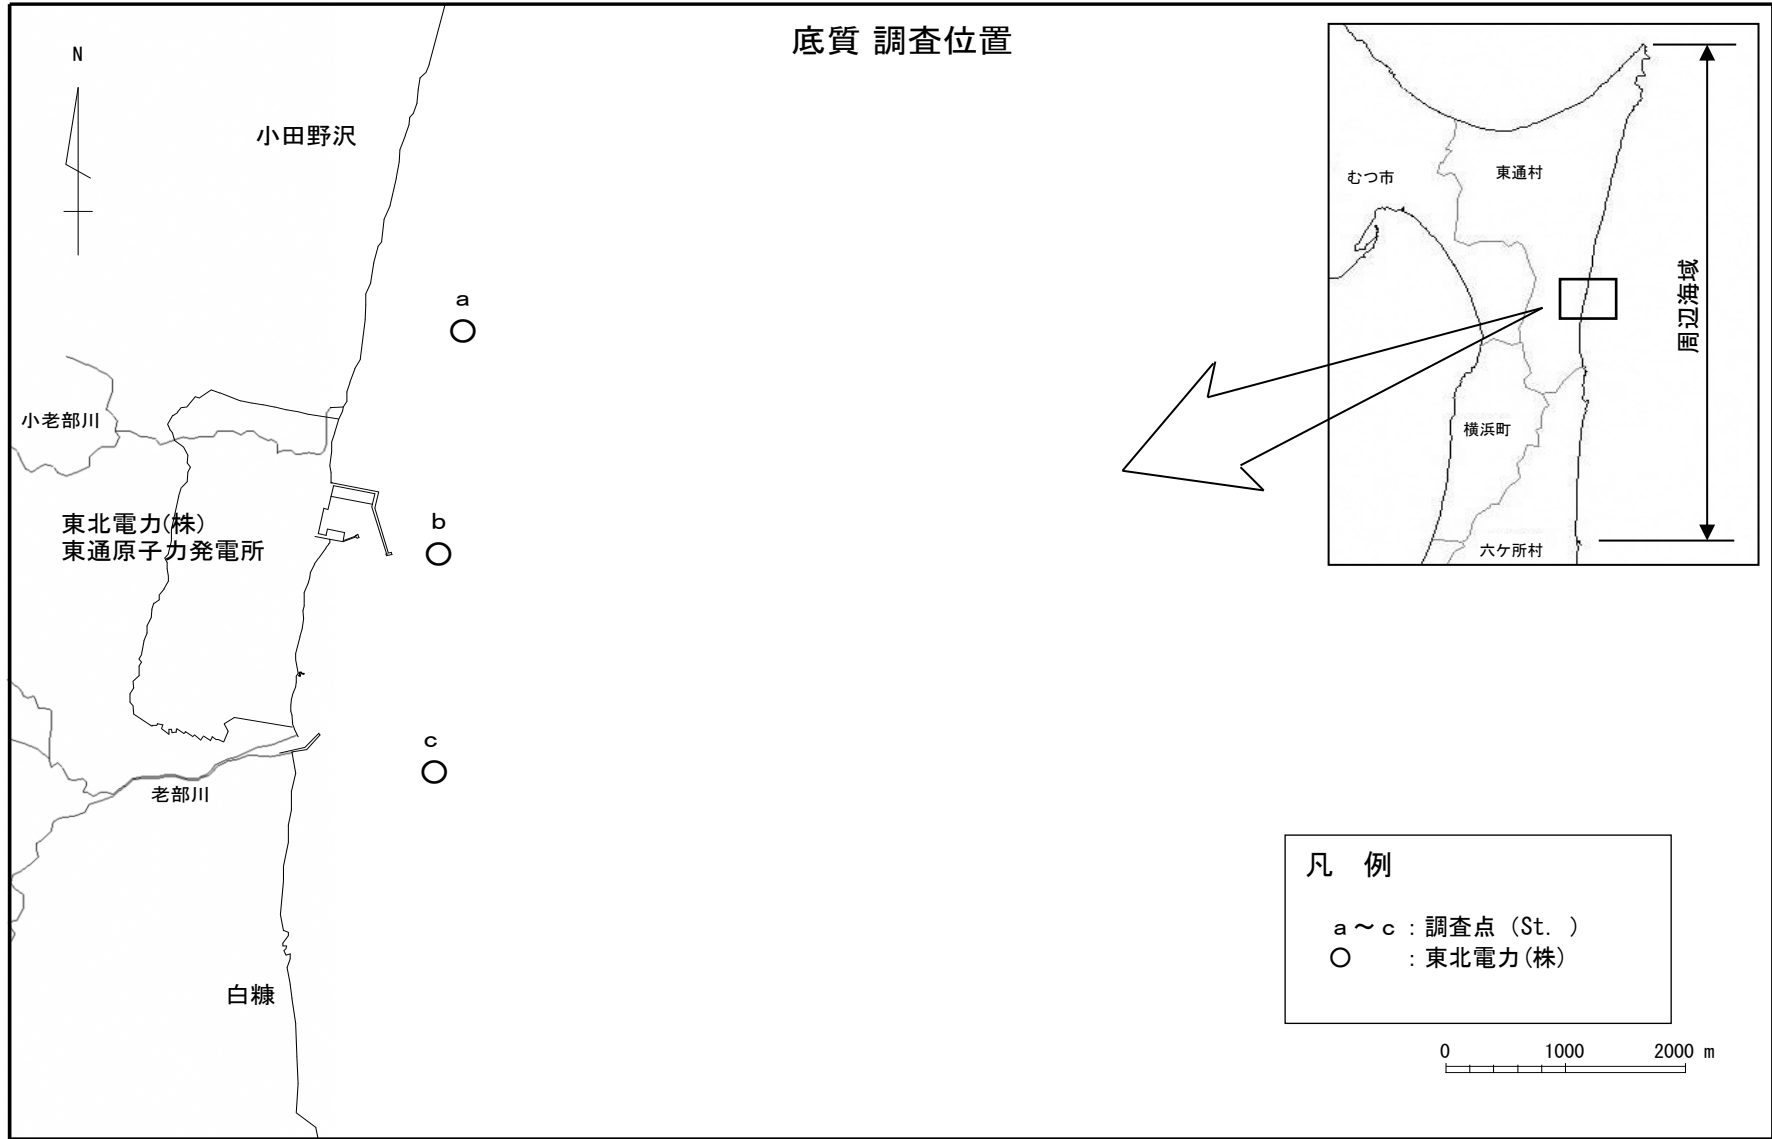 底質 調査位置
N
小田野沢
a
小老部川
東北電力(株)
東通原子力発電所
b
c
老部川
白糠
むつ市
東通村
周辺海域
横浜町
六ケ所村
凡 例
a～c：調査点（St. ）
○ ：東北電力(株)
0 1000 2000 m